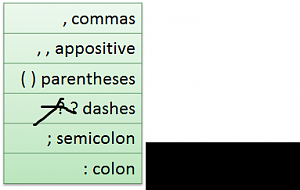 , commas
, , appositive
( ) parentheses
? ? dashes
; semicolon
: colon